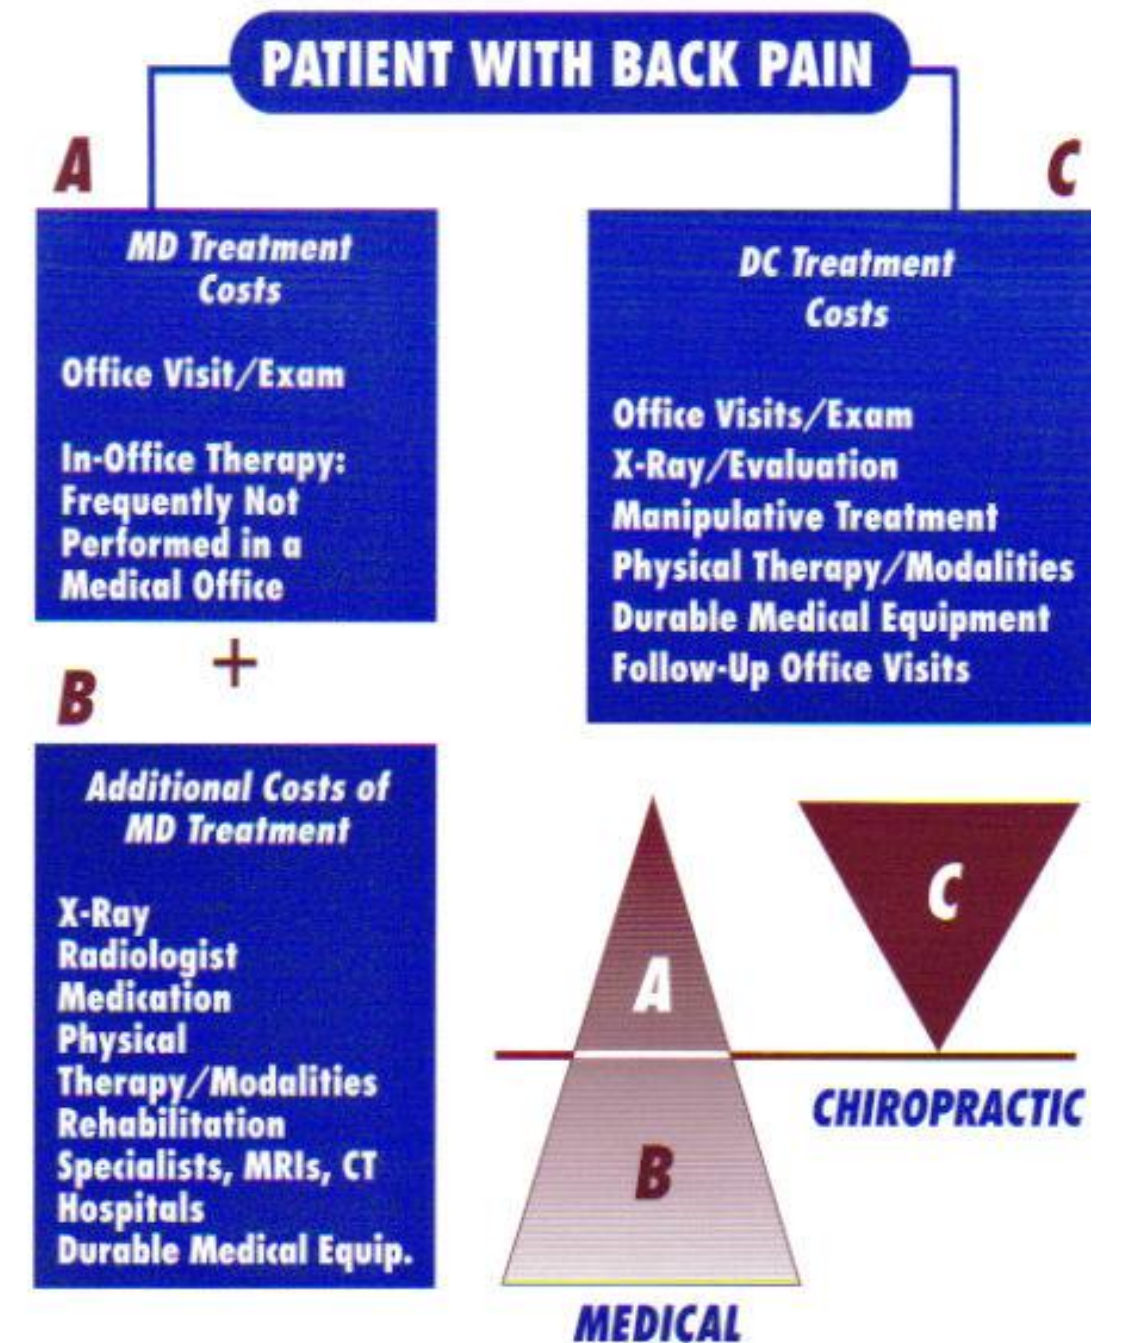 PATIENT WITH BACK PAIN
A
MD Treatment
Costs
Office Visit/Exam
In-Office Therapy:
Frequently Not
Performed in a
Medical Office
+
B
Additional Costs of
MD Treatment
X-Ray
Radiologist
Medication
Physical
Therapy/Modalities
Rehabilitation
Specialists, MRIs, CT
Hospitals
Durable Medical Equip.
C
DC Treatment
Costs
Office Visits/Exam
X-Ray/Evaluation
Manipulative Treatment
Physical Therapy/Modalities
Durable Medical Equipment
Follow-Up Office Visits
A
B
MEDICAL
C
CHIROPRACTIC